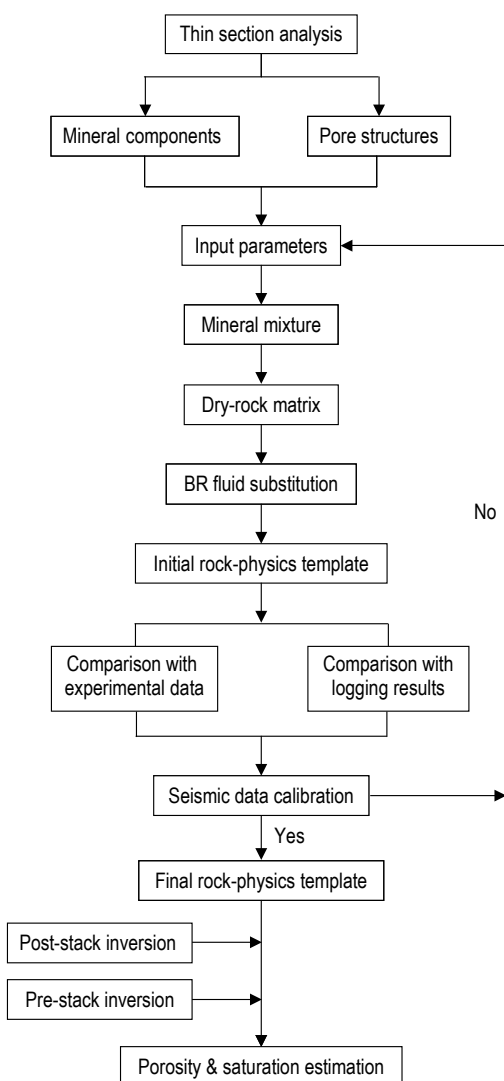 Thin section analysis
Mineral components
Pore structures
Input parameters
Mineral mixture
Dry-rock matrix
BR fluid substitution
No
Initial rock-physics template
Comparison with
experimental data
Comparison with
logging results
Seismic data calibration
Yes
Final rock-physics template
Post-stack inversion
Pre-stack inversion
Porosity & saturation estimation